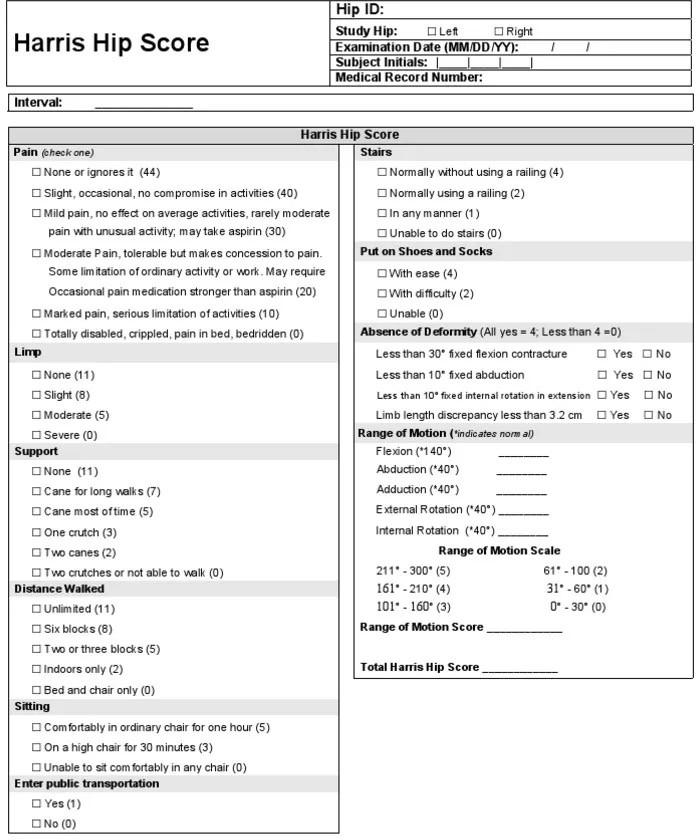 Harris Hip Score
Hip ID:
Study Hip: ☐ Left ☐ Right
Examination Date (MM/DD/YY): / /
Subject Initials: |____|____|____|
Medical Record Number:
Interval: ______________
Harris Hip Score
Pain (check one)
☐ None or ignores it (44)
☐ Slight, occasional, no compromise in activities (40)
☐ Mild pain, no effect on average activities, rarely moderate
pain with unusual activity; may take aspirin (30)
☐ Moderate Pain, tolerable but makes concession to pain.
Some limitation of ordinary activity or work. May require
Occasional pain medication stronger than aspirin (20)
☐ Marked pain, serious limitation of activities (10)
☐ Totally disabled, crippled, pain in bed, bedridden (0)
Limp
☐ None (11)
☐ Slight (8)
☐ Moderate (5)
☐ Severe (0)
Support
☐ None (11)
☐ Cane for long walks (7)
☐ Cane most of time (5)
☐ One crutch (3)
☐ Two canes (2)
☐ Two crutches or not able to walk (0)
Distance Walked
☐ Unlimited (11)
☐ Six blocks (8)
☐ Two or three blocks (5)
☐ Indoors only (2)
☐ Bed and chair only (0)
Sitting
☐ Comfortably in ordinary chair for one hour (5)
☐ On a high chair for 30 minutes (3)
☐ Unable to sit comfortably in any chair (0)
Enter public transportation
☐ Yes (1)
☐ No (0)
Stairs
☐ Normally without using a railing (4)
☐ Normally using a railing (2)
☐ In any manner (1)
☐ Unable to do stairs (0)
Put on Shoes and Socks
☐ With ease (4)
☐ With difficulty (2)
☐ Unable (0)
Absence of Deformity (All yes = 4; Less than 4 =0)
Less than 30° fixed flexion contracture ☐ Yes ☐ No
Less than 10° fixed abduction ☐ Yes ☐ No
Less than 10° fixed internal rotation in extension ☐ Yes ☐ No
Limb length discrepancy less than 3.2 cm ☐ Yes ☐ No
Range of Motion (*indicates normal)
Flexion (*140°) ________
Abduction (*40°) ________
Adduction (*40°) ________
External Rotation (*40°) ________
Internal Rotation (*40°) ________
Range of Motion Scale
211° - 300° (5) 61° - 100 (2)
161° - 210° (4) 31° - 60° (1)
101° - 160° (3) 0° - 30° (0)
Range of Motion Score ____________
Total Harris Hip Score ____________